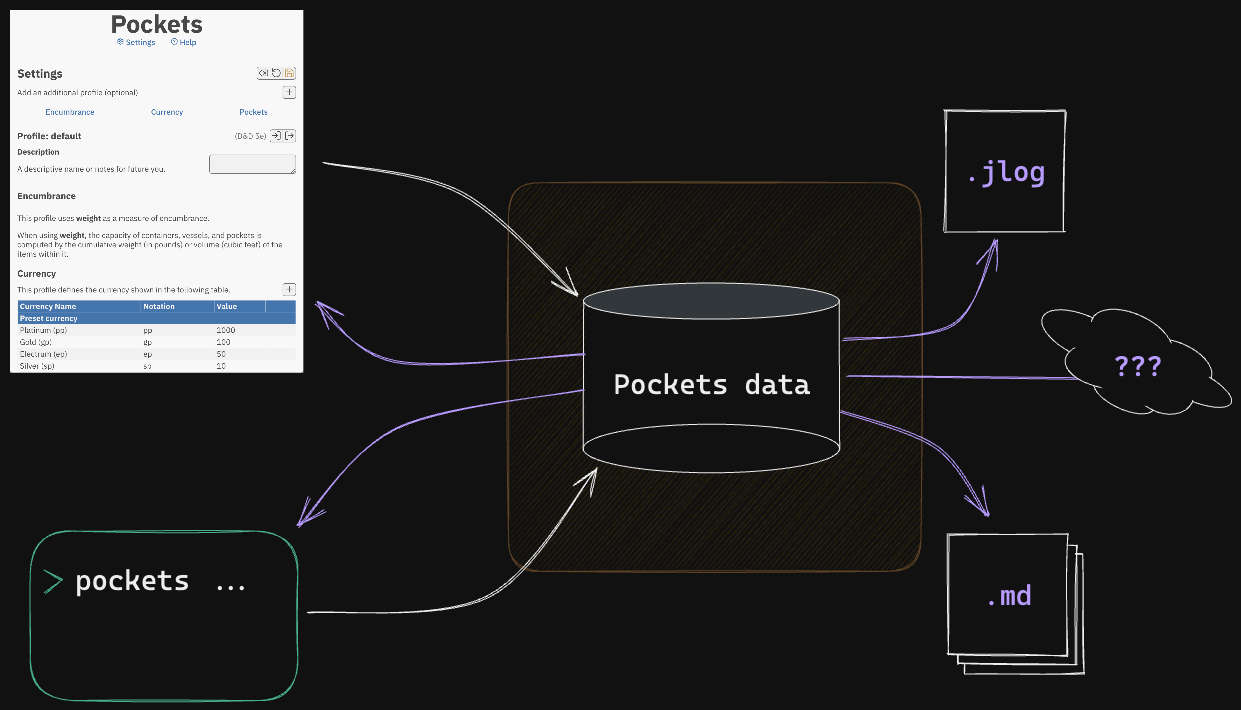 Pockets
Settings Help
Settings
Add an additional profile (optional)
Encumbrance Currency Pockets
Profile: default (D&D 5e)
Description
A descriptive name or notes for future you.
Encumbrance
This profile uses weight as a measure of encumbrance.
When using weight, the capacity of containers, vessels, and pockets is
computed by the cumulative weight (in pounds) or volume (cubic feet) of the
items within it.
Currency
This profile defines the currency shown in the following table.
Currency Name Notation Value
Preset currency
Platinum (pp) pp 1000
Gold (gp) gp 100
Electrum (ep) ep 50
Silver (sp) sp 10
.jlog
???
Pockets data
> pockets ...
.md